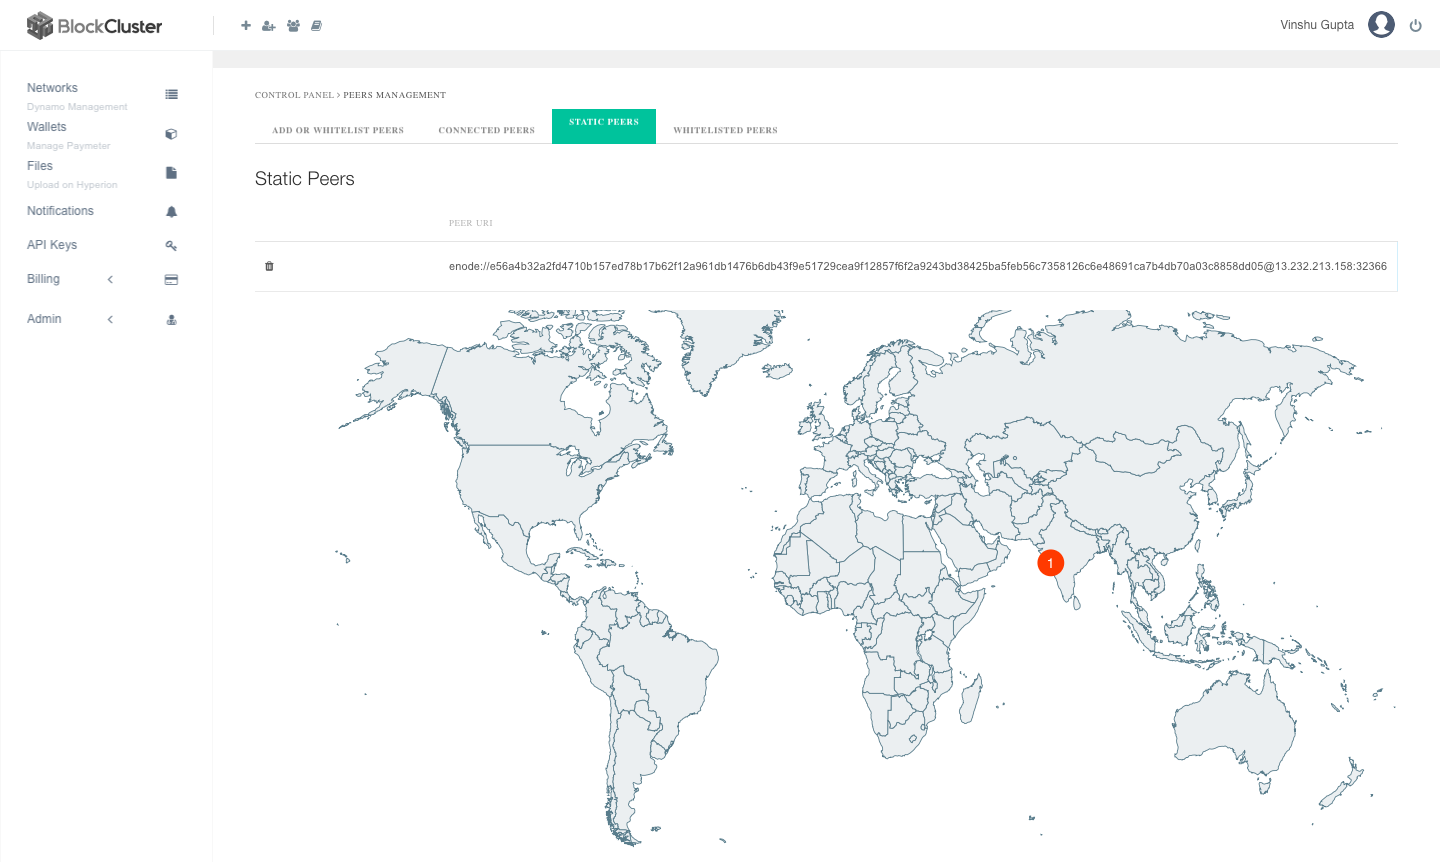 BlockCluster
Vinshu Gupta
Networks
Dynamo Management
Wallets
Manage Paymeter
Files
Upload on Hyperion
Notifications
API Keys
Billing
Admin
CONTROL PANEL › PEERS MANAGEMENT
ADD OR WHITELIST PEERS CONNECTED PEERS STATIC PEERS WHITELISTED PEERS
Static Peers
PEER URI
enode://e56a4b32a2fd4710b157ed78b17b62f12a961db1476b6db43f9e51729cea9f12857f6f2a9243bd38425ba5feb56c7358126c6e48691ca7b4db70a03c8858dd05@13.232.213.158:32366
1